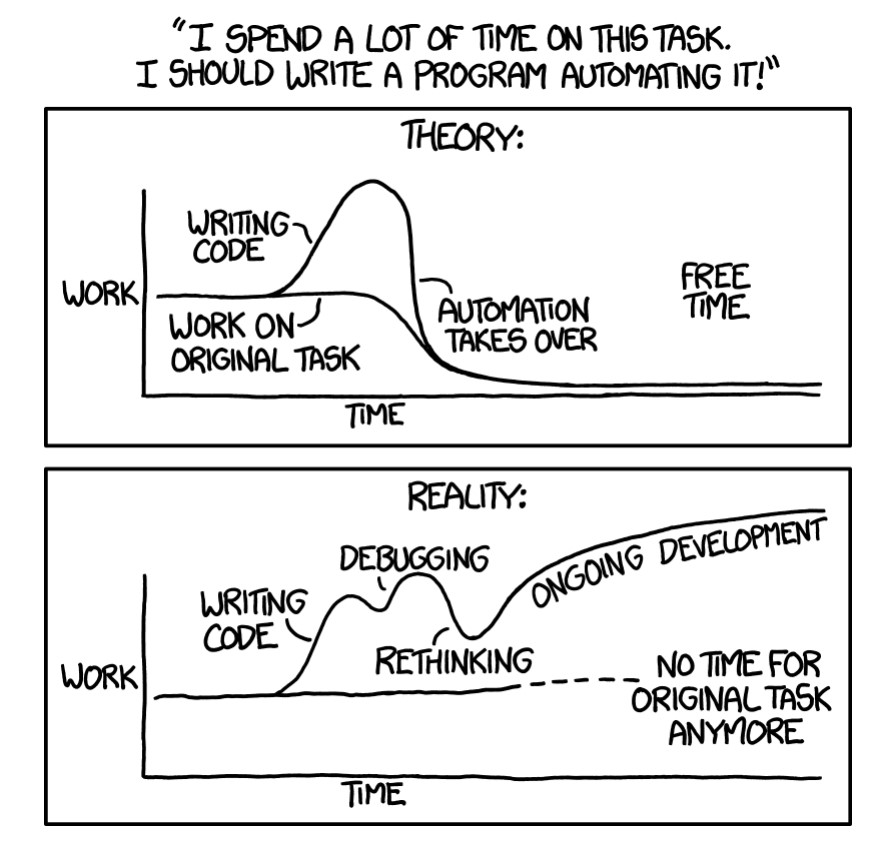 "I SPEND A LOT OF TIME ON THIS TASK.
I SHOULD WRITE A PROGRAM AUTOMATING IT!"
THEORY:
WRITING
CODE
WORK
WORK ON
ORIGINAL TASK
AUTOMATION
TAKES OVER
FREE
TIME
TIME
REALITY:
DEBUGGING
WRITING
CODE
RETHINKING
ONGOING DEVELOPMENT
WORK
NO TIME FOR
ORIGINAL TASK
ANYMORE
TIME